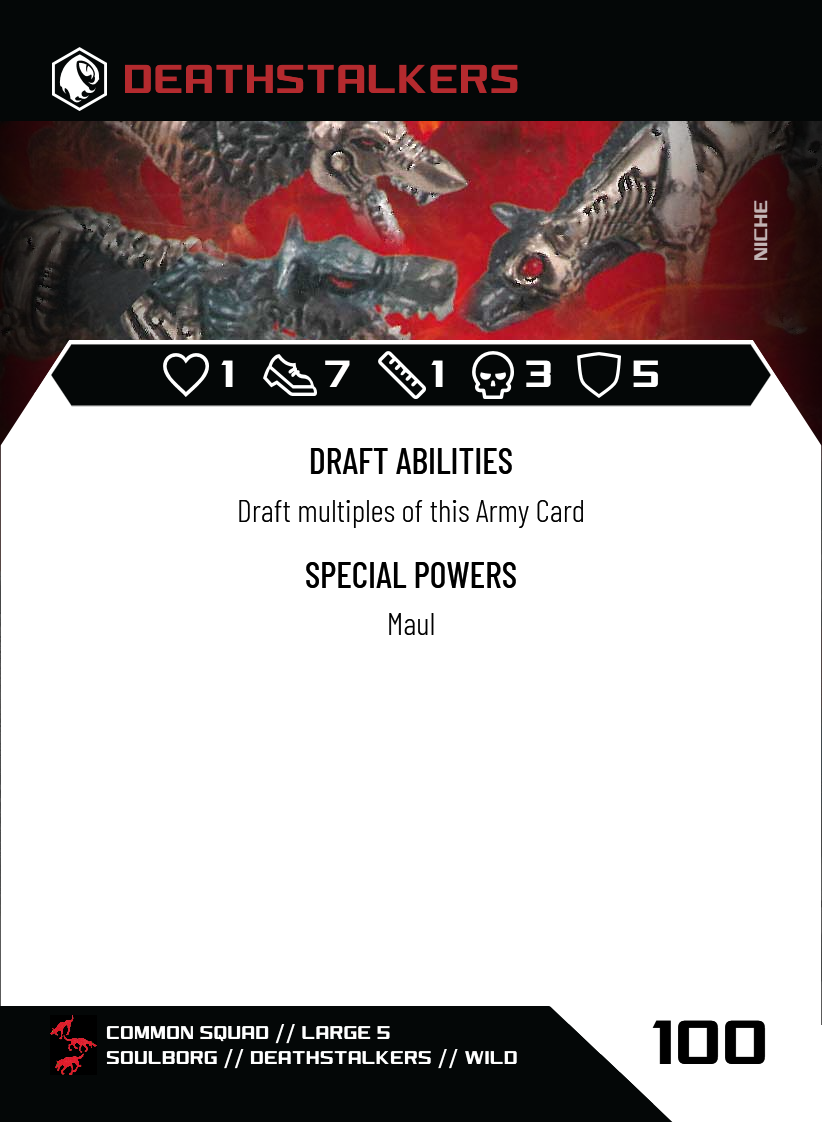 DEATHSTALKERS
NICHE
1 7 1 3 5
DRAFT ABILITIES
Draft multiples of this Army Card
SPECIAL POWERS
Maul
COMMON SQUAD // LARGE 5
SOULBORG // DEATHSTALKERS // WILD
100